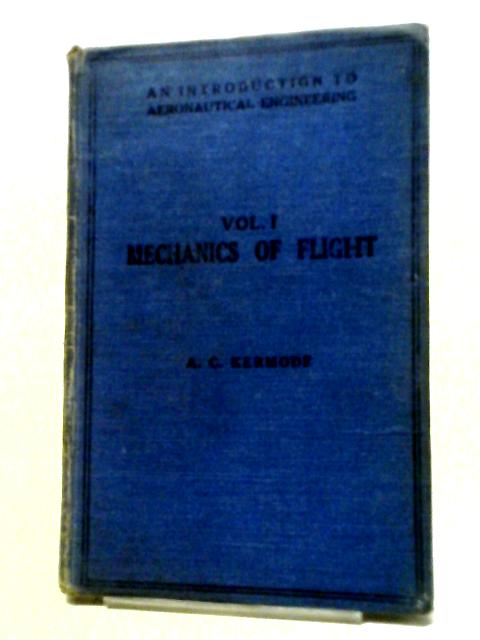 AN INTRODUCTION TO
AERONAUTICAL ENGINEERING
VOL. I
MECHANICS OF FLIGHT
A. C. KERMODE